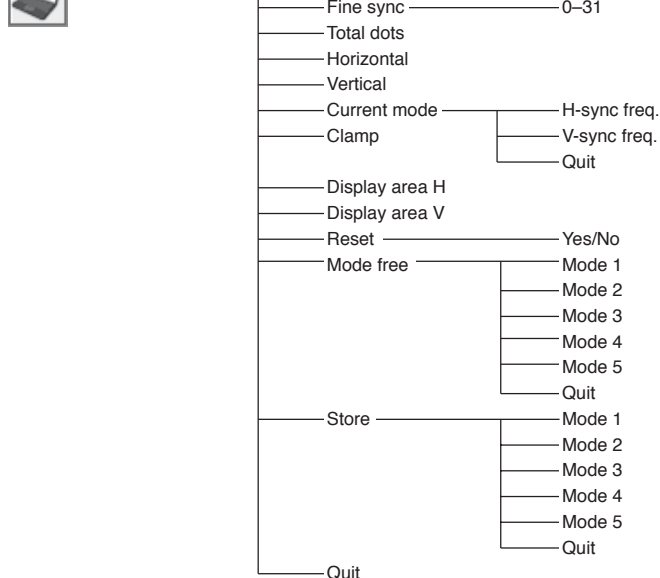 Fine sync 0–31
Total dots
Horizontal
Vertical
Current mode H-sync freq.
Clamp V-sync freq.
Quit
Display area H
Display area V
Reset Yes/No
Mode free Mode 1
Mode 2
Mode 3
Mode 4
Mode 5
Quit
Store Mode 1
Mode 2
Mode 3
Mode 4
Mode 5
Quit
Quit